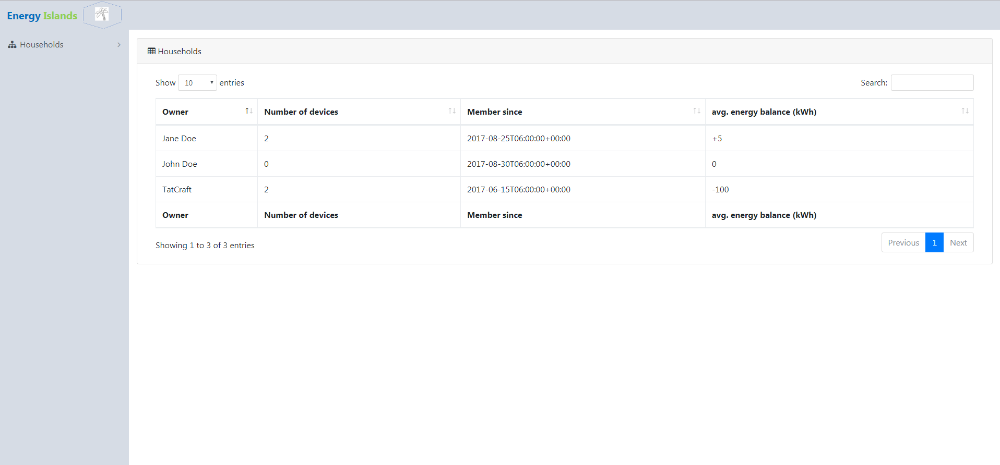 Energy Islands
Households
Households
Show 10 entries Search:
Owner Number of devices Member since avg. energy balance (kWh)
Jane Doe 2 2017-08-25T06:00:00+00:00 +5
John Doe 0 2017-08-30T06:00:00+00:00 0
TatCraft 2 2017-06-15T06:00:00+00:00 -100
Owner Number of devices Member since avg. energy balance (kWh)
Showing 1 to 3 of 3 entries Previous 1 Next